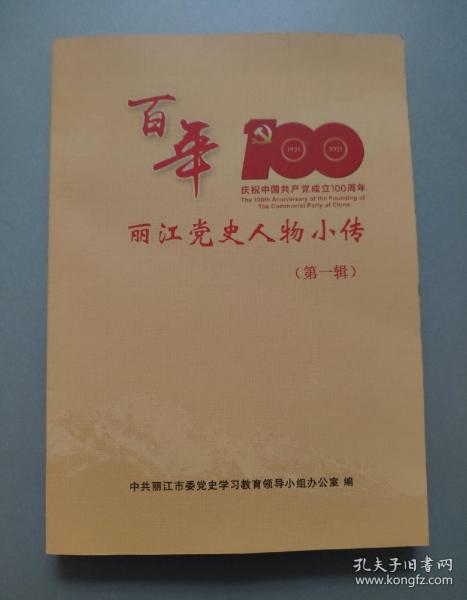 百年
100
1921 2021
庆祝中国共产党成立100周年
The 100th Anniversary of the Founding of
The Communist Party of China
丽江党史人物小传
（第一辑）
中共丽江市委党史学习教育领导小组办公室 编
孔夫子旧书网
www.kongfz.com